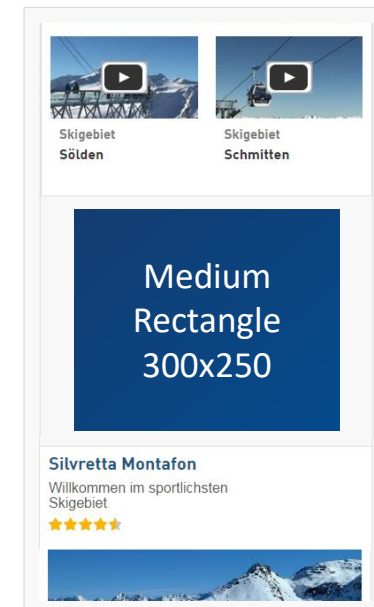 Skigebiet
Sölden
Skigebiet
Schmitten
Medium
Rectangle
300x250
Silvretta Montafon
Willkommen im sportlichsten
Skigebiet